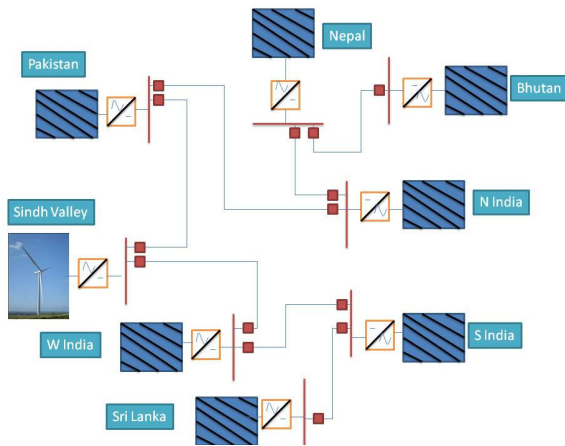 Nepal
Pakistan
Bhutan
N India
Sindh Valley
W India
S India
Sri Lanka